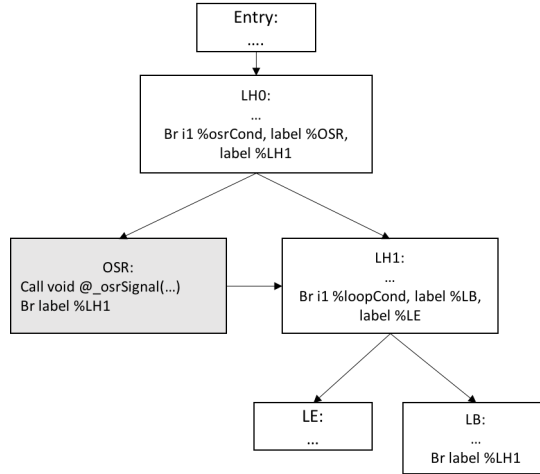 Entry:
....
LH0:
...
Br i1 %osrCond, label %OSR,
label %LH1
OSR:
Call void @_osrSignal(...)
Br label %LH1
LH1:
...
Br i1 %loopCond, label %LB,
label %LE
LE:
...
LB:
...
Br label %LH1